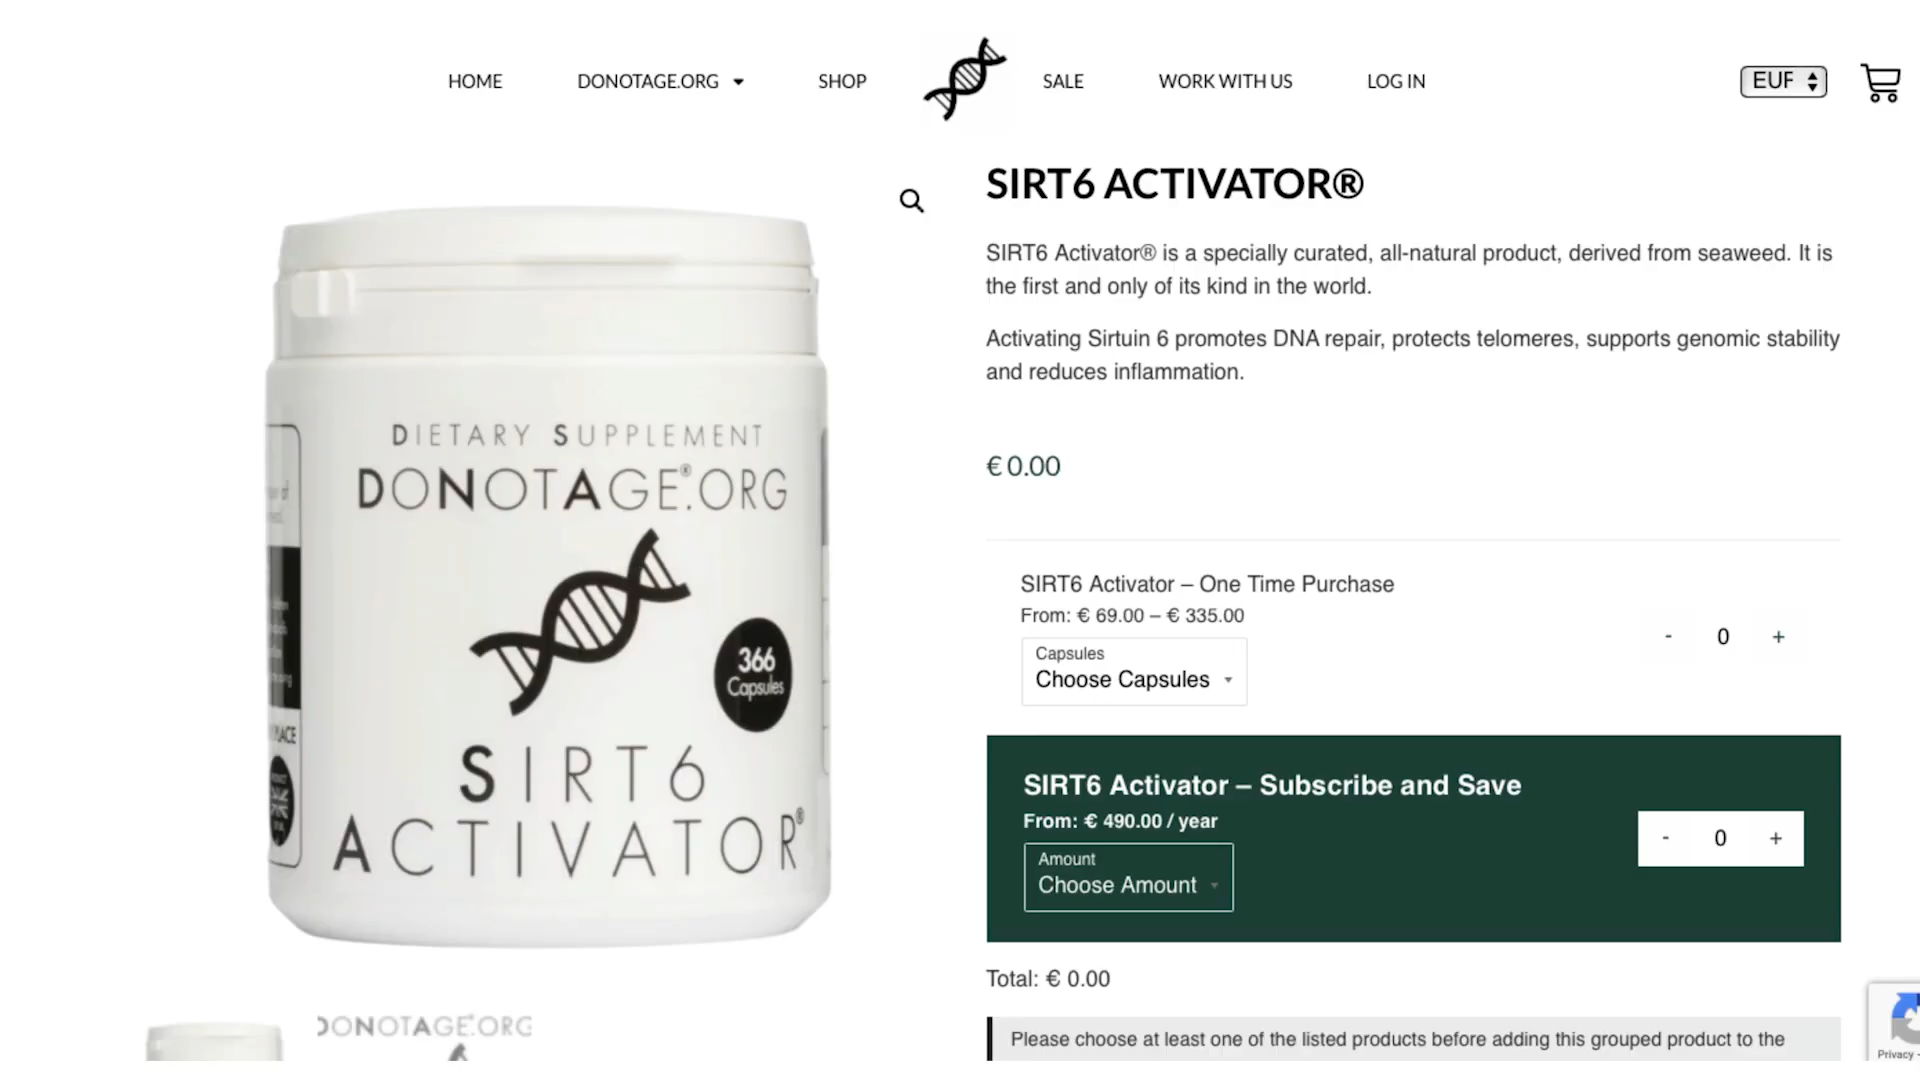 HOME
DONOTAGE.ORG
SHOP
SALE
WORK WITH US
LOG IN
EUF
SIRT6 ACTIVATOR®
SIRT6 Activator® is a specially curated, all-natural product, derived from seaweed. It is
the first and only of its kind in the world.
Activating Sirtuin 6 promotes DNA repair, protects telomeres, supports genomic stability
and reduces inflammation.
€ 0.00
SIRT6 Activator – One Time Purchase
From: € 69.00 – € 335.00
Capsules
Choose Capsules
- 0 +
SIRT6 Activator – Subscribe and Save
From: € 490.00 / year
Amount
Choose Amount
- 0 +
Total: € 0.00
Please choose at least one of the listed products before adding this grouped product to the
Privacy -
DIETARY SUPPLEMENT
DONOTAGE®.ORG
366
Capsules
SIRT6
ACTIVATOR®
DONOTAGE.ORG